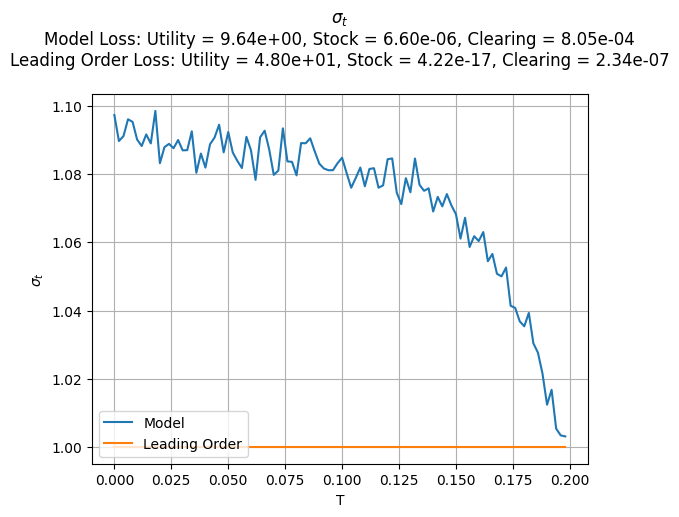 σ_t
Model Loss: Utility = 9.64e+00, Stock = 6.60e-06, Clearing = 8.05e-04
Leading Order Loss: Utility = 4.80e+01, Stock = 4.22e-17, Clearing = 2.34e-07
1.10
1.08
1.06
σ_t
1.04
1.02
1.00
Model
Leading Order
0.000 0.025 0.050 0.075 0.100 0.125 0.150 0.175 0.200
T